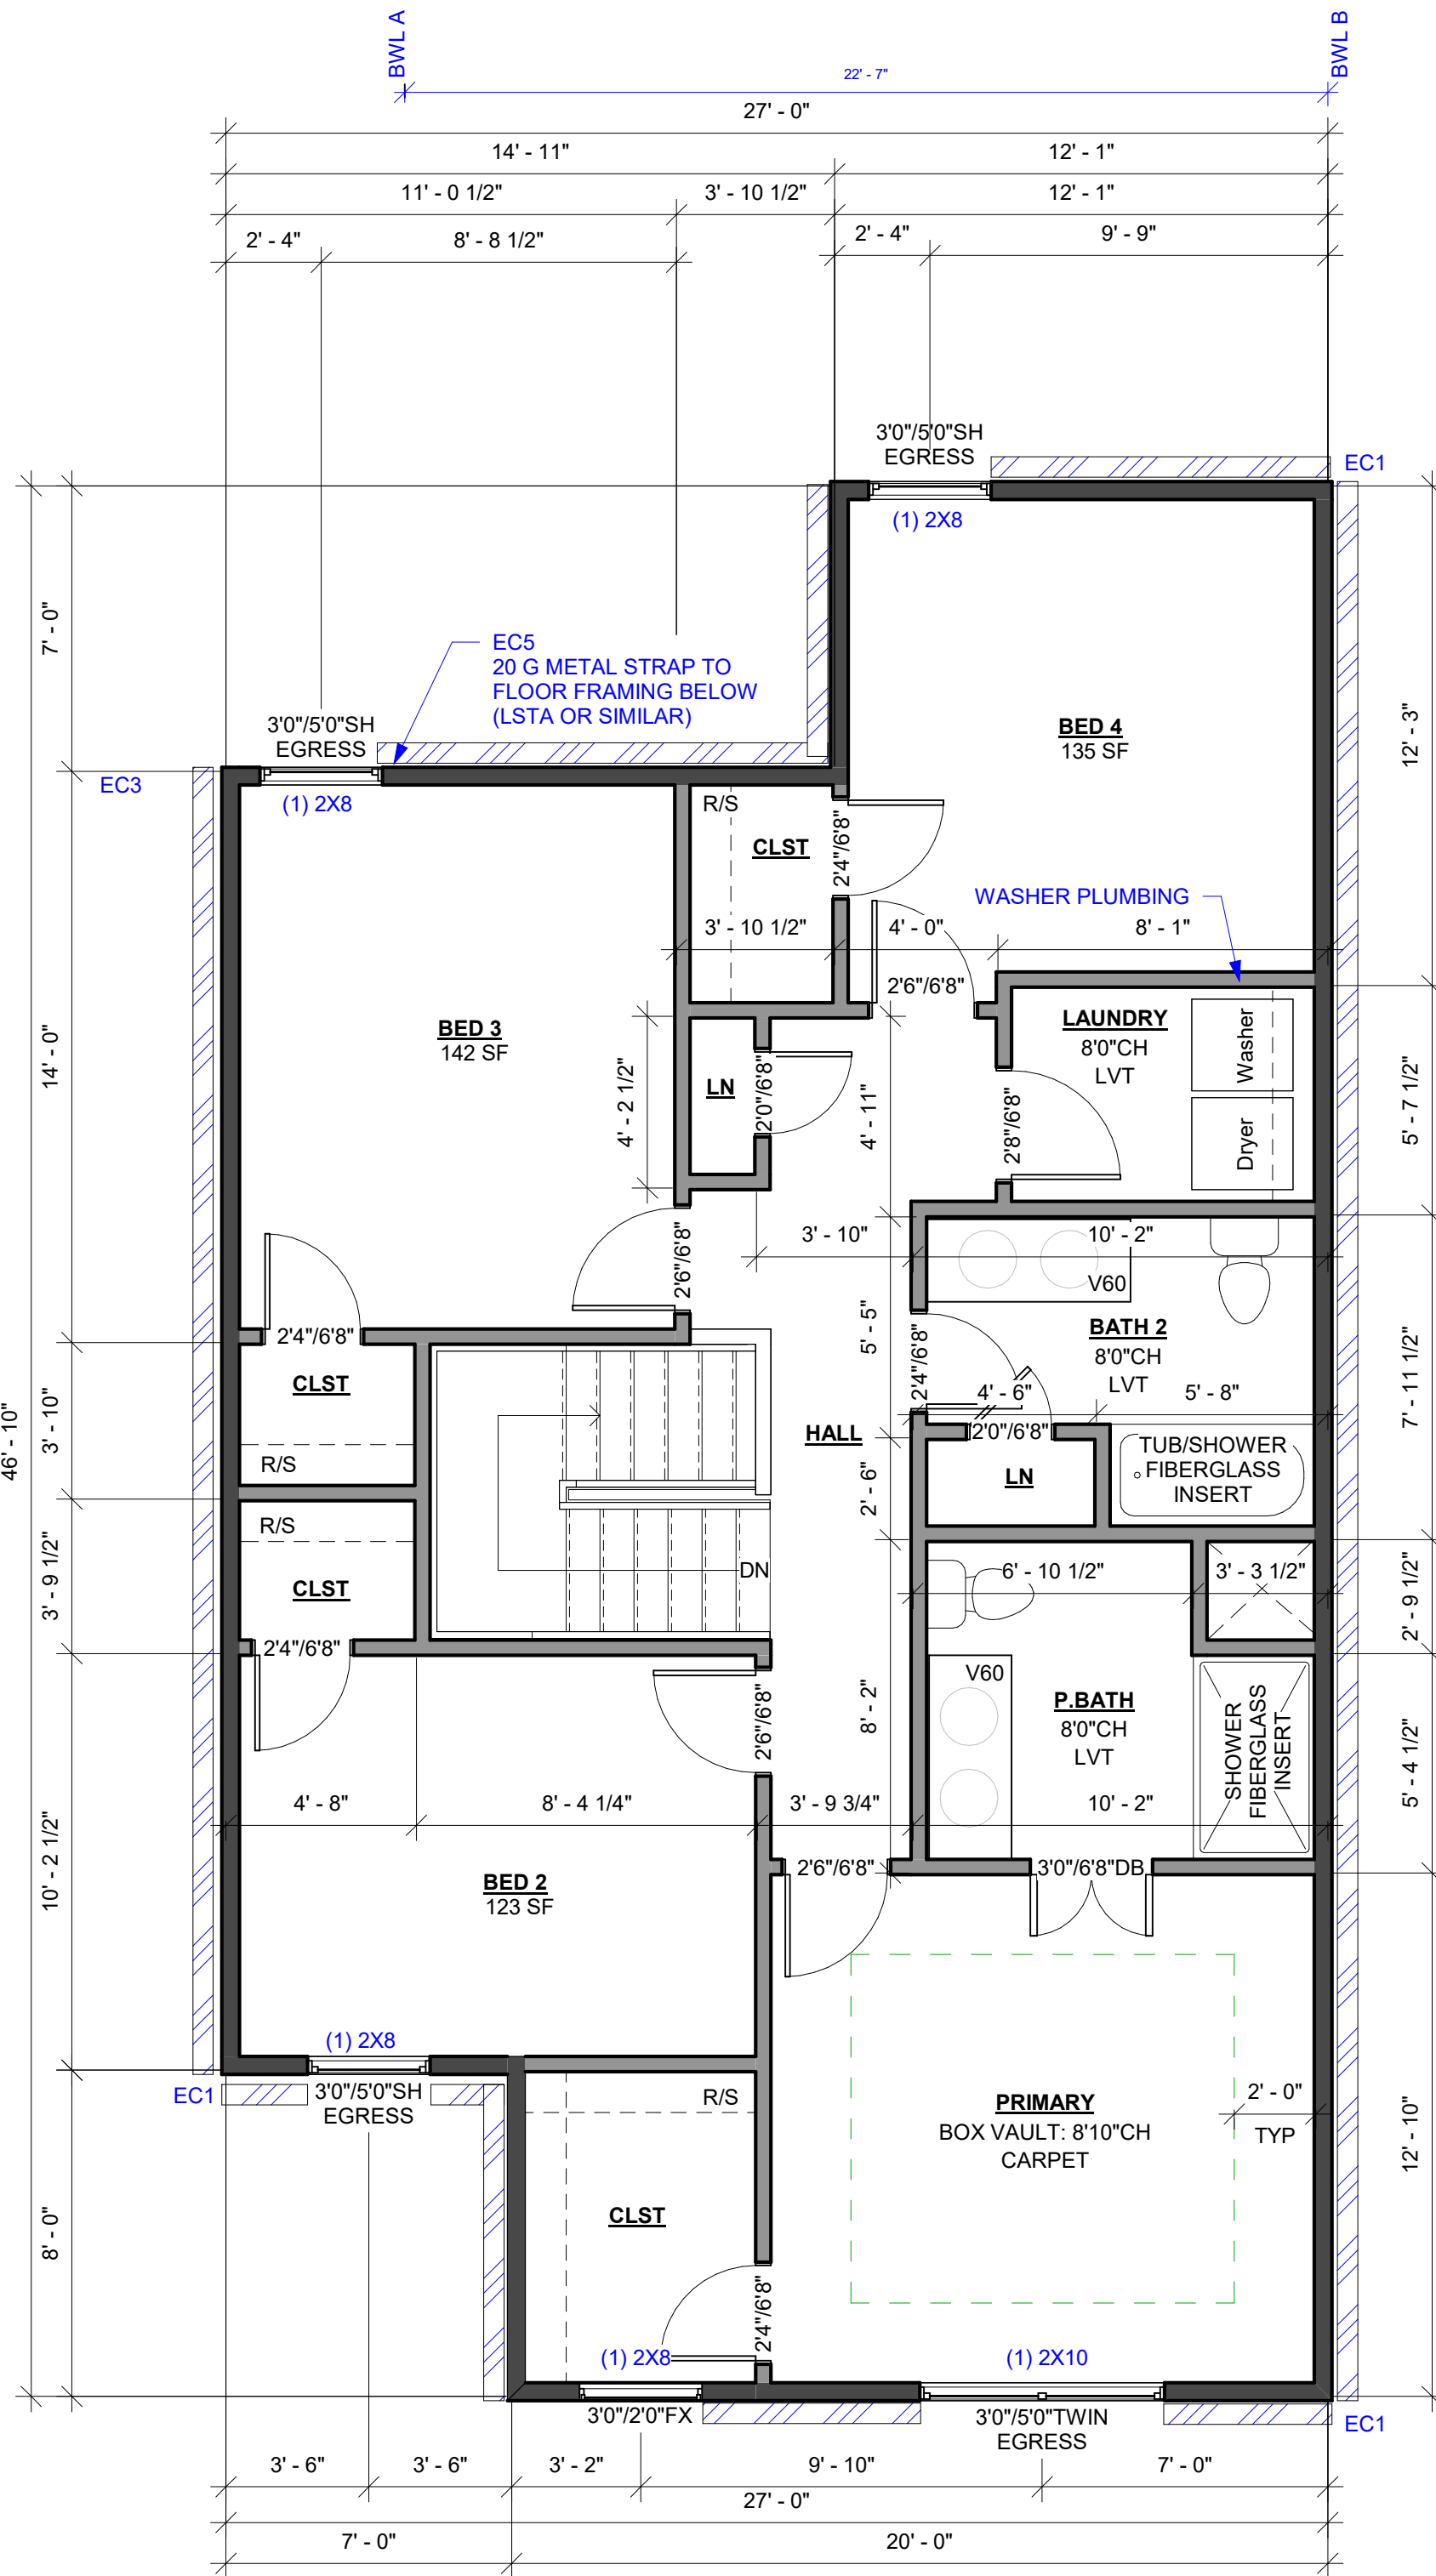 BWL A
BWL B
22' - 7"
27' - 0"
14' - 11"
12' - 1"
11' - 0 1/2"
3' - 10 1/2"
12' - 1"
2' - 4"
8' - 8 1/2"
2' - 4"
9' - 9"
3'0"/5'0"SH
EGRESS
EC1
(1) 2X8
7' - 0"
EC5
20 G METAL STRAP TO
FLOOR FRAMING BELOW
(LSTA OR SIMILAR)
3'0"/5'0"SH
EGRESS
BED 4
135 SF
12' - 3"
EC3
(1) 2X8
R/S
CLST
2'4"/6'8"
WASHER PLUMBING
3' - 10 1/2"
4' - 0"
8' - 1"
2'6"/6'8"
BED 3
142 SF
14' - 0"
LAUNDRY
8'0"CH
LVT
Washer
Dryer
LN
2'0"/6'8"
4' - 2 1/2"
4' - 11"
2'8"/6'8"
5' - 7 1/2"
3' - 10"
10' - 2"
V60
2'6"/6'8"
BATH 2
8'0"CH
LVT
5' - 5"
2'4"/6'8"
2'4"/6'8"
7' - 11 1/2"
CLST
R/S
4' - 6"
5' - 8"
2'0"/6'8"
HALL
46' - 10"
3' - 10"
TUB/SHOWER
FIBERGLASS
INSERT
LN
2' - 6"
R/S
CLST
3' - 9 1/2"
DN
6' - 10 1/2"
3' - 3 1/2"
2' - 9 1/2"
2'4"/6'8"
V60
P.BATH
8'0"CH
LVT
8' - 2"
2'6"/6'8"
SHOWER
FIBERGLASS
INSERT
5' - 4 1/2"
4' - 8"
8' - 4 1/4"
3' - 9 3/4"
10' - 2"
10' - 2 1/2"
2'6"/6'8"
3'0"/6'8"DB
BED 2
123 SF
(1) 2X8
EC1
3'0"/5'0"SH
EGRESS
R/S
PRIMARY
BOX VAULT: 8'10"CH
CARPET
2' - 0"
TYP
12' - 10"
8' - 0"
CLST
2'4"/6'8"
(1) 2X8
(1) 2X10
3'0"/2'0"FX
3'0"/5'0"TWIN
EGRESS
EC1
3' - 6"
3' - 6"
3' - 2"
9' - 10"
7' - 0"
27' - 0"
7' - 0"
20' - 0"